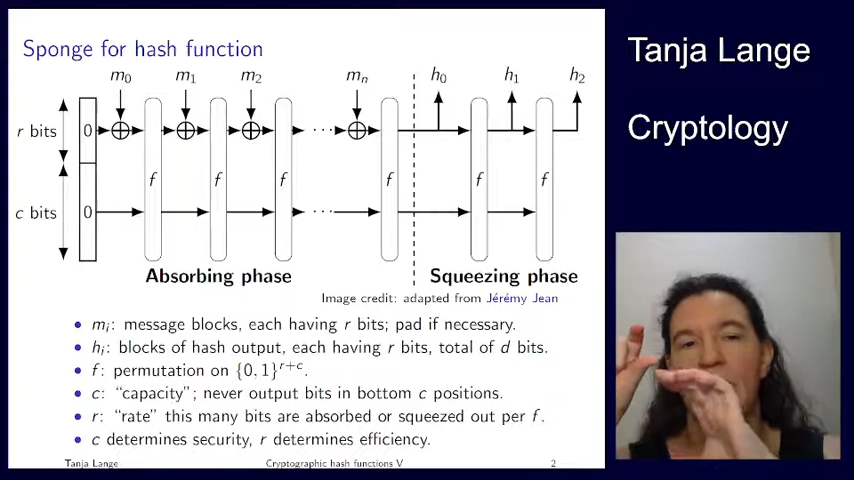 Sponge for hash function
m0 m1 m2 mn h0 h1 h2
r bits 0 ···
f f f f f f
c bits 0 ···
Absorbing phase Squeezing phase
Image credit: adapted from Jérémy Jean
• mi: message blocks, each having r bits; pad if necessary.
• hi: blocks of hash output, each having r bits, total of d bits.
• f: permutation on {0, 1}^r+c.
• c: “capacity”; never output bits in bottom c positions.
• r: “rate” this many bits are absorbed or squeezed out per f.
• c determines security, r determines efficiency.
Tanja Lange Cryptographic hash functions V 2
Tanja Lange
Cryptology